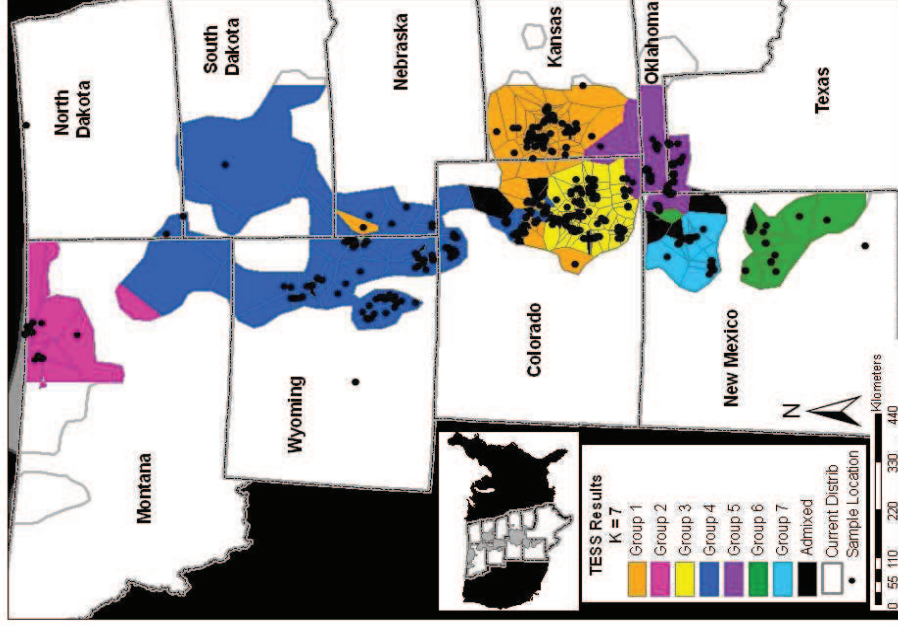 North
Dakota
South
Dakota
Nebraska
Kansas
Oklahoma
Texas
Montana
Wyoming
Colorado
New Mexico
N
TESS Results
K = 7
Group 1
Group 2
Group 3
Group 4
Group 5
Group 6
Group 7
Admixed
Current Distrib
Sample Location
0 55 110 220 330 440
Kilometers